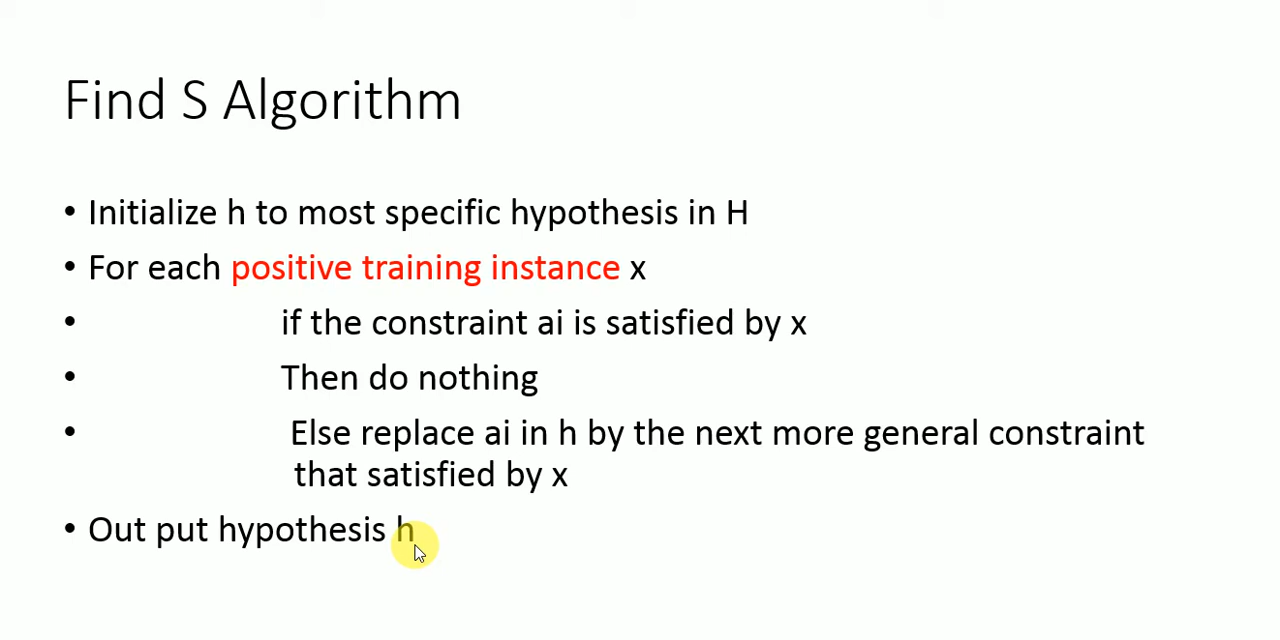 Find S Algorithm
• Initialize h to most specific hypothesis in H
• For each positive training instance x
• if the constraint ai is satisfied by x
• Then do nothing
• Else replace ai in h by the next more general constraint
that satisfied by x
• Out put hypothesis h